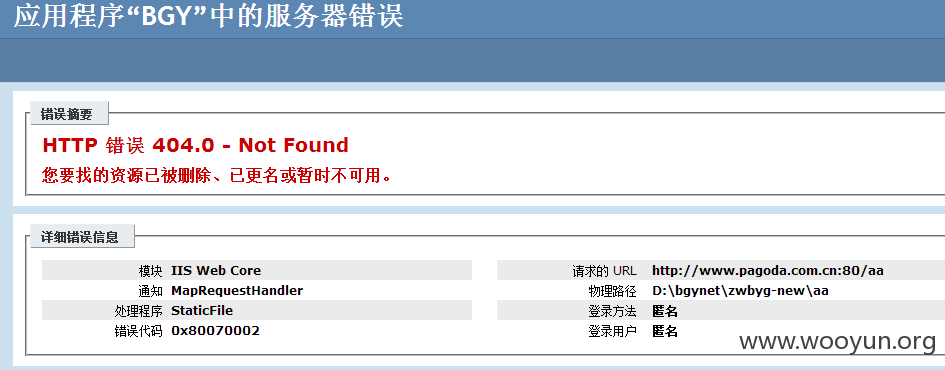 应用程序“BGY”中的服务器错误
错误摘要
HTTP 错误 404.0 - Not Found
您要找的资源已被删除、已更名或暂时不可用。
详细错误信息
模块 IIS Web Core
通知 MapRequestHandler
处理程序 StaticFile
错误代码 0x80070002
请求的 URL http://www.pagoda.com.cn:80/aa
物理路径 D:\bgynet\zwbyg-new\aa
登录方法 匿名
登录用户 匿名
www.wooyun.org